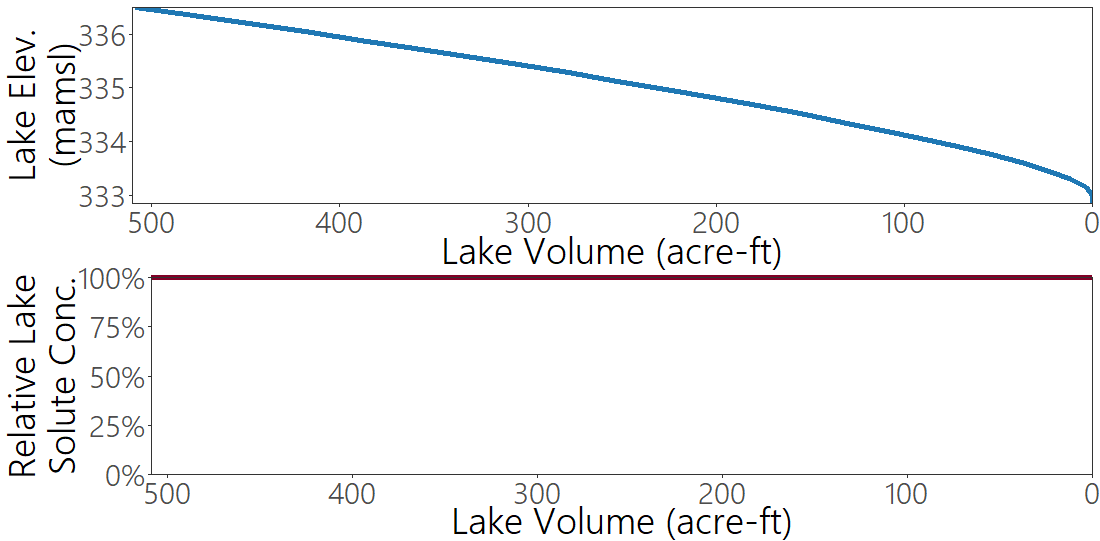 Lake Elev.
(mamsl)
336
335
334
333
500 400 300 200 100 0
Lake Volume (acre-ft)
Relative Lake
Solute Conc.
100%
75%
50%
25%
0%
500 400 300 200 100 0
Lake Volume (acre-ft)